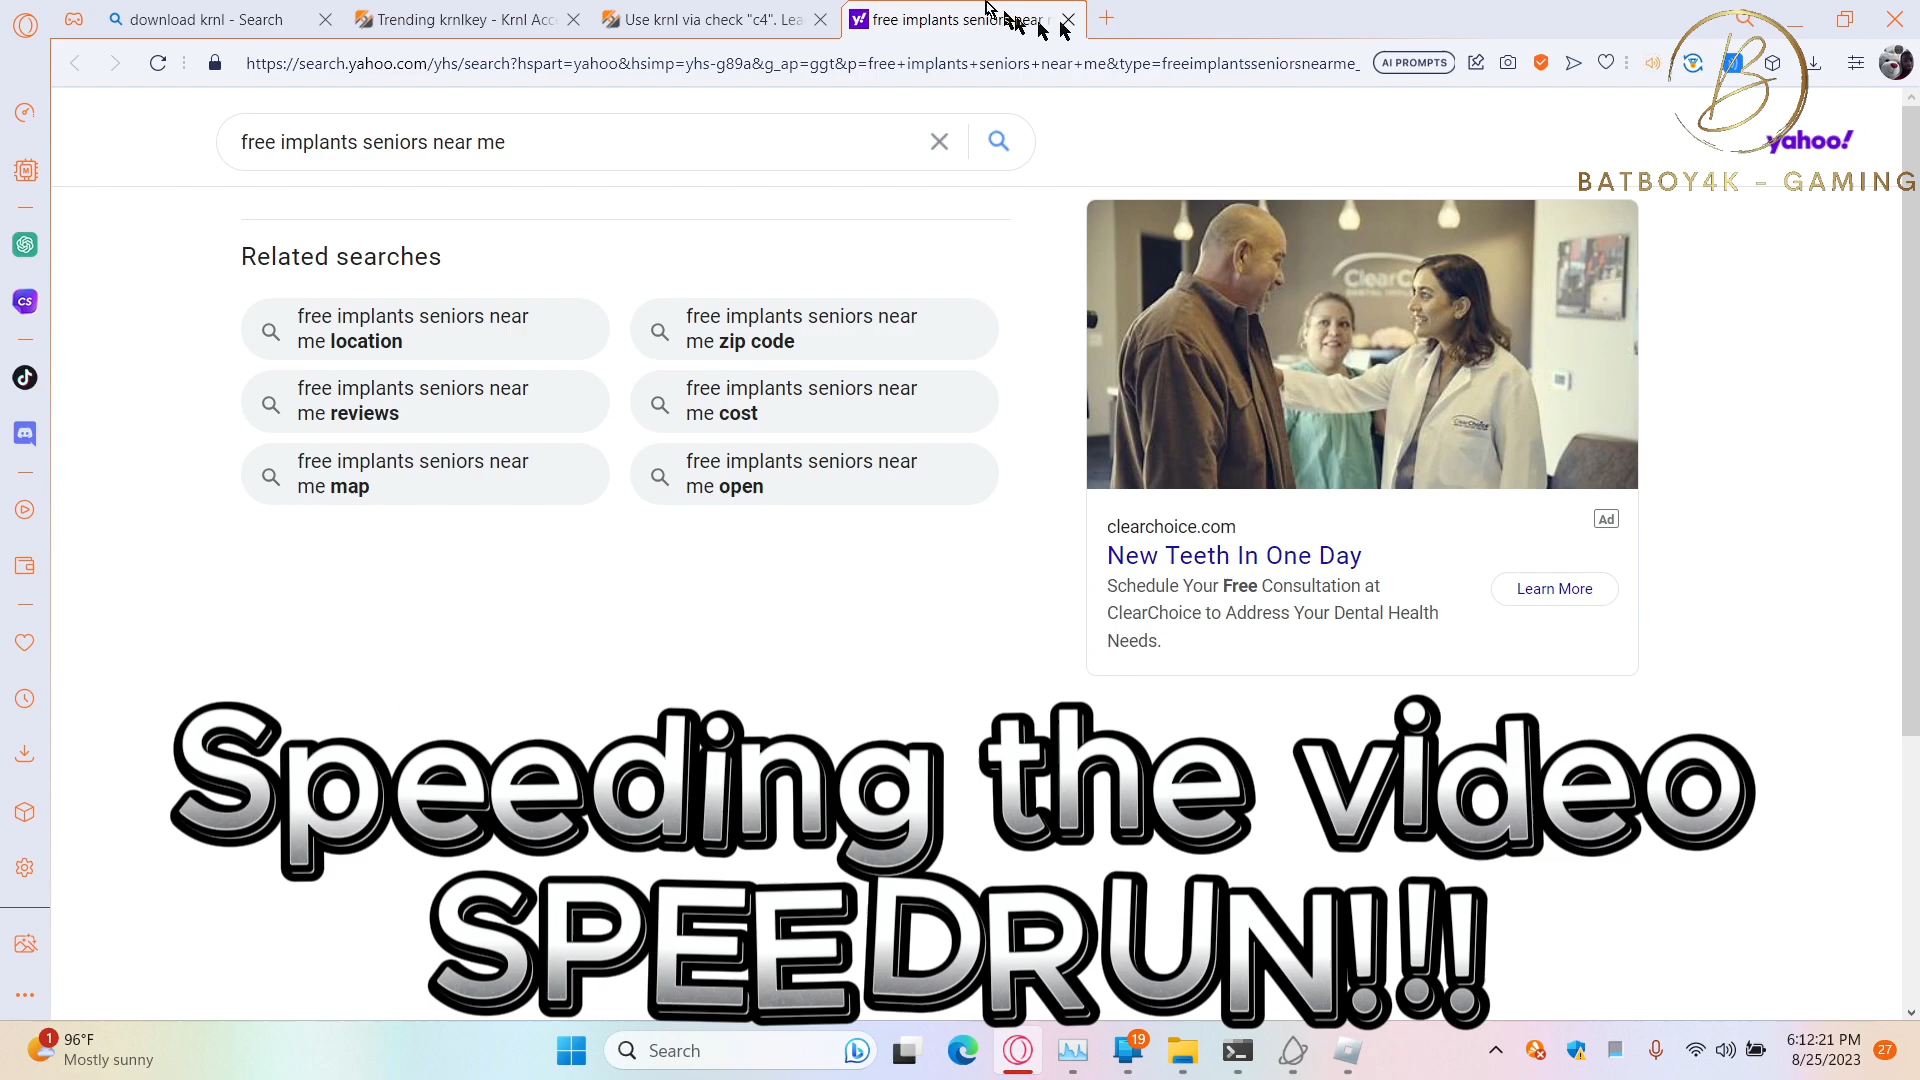 download krnl - Search
Trending krnlkey - Krnl Acc
Use krnl via check "c4". Lea
free implants seniors near
https://search.yahoo.com/yhs/search?hspart=yahoo&hsimp=yhs-g89a&g_ap=ggt&p=free+implants+seniors+near+me&type=freeimplantsseniorsnearme_
AI PROMPTS
free implants seniors near me
B
yahoo!
BATBOY4K - GAMING
Related searches
free implants seniors near
me location
free implants seniors near
me zip code
free implants seniors near
me reviews
free implants seniors near
me cost
free implants seniors near
me map
free implants seniors near
me open
ClearC
clearchoice.com
Ad
New Teeth In One Day
Schedule Your Free Consultation at
ClearChoice to Address Your Dental Health
Needs.
Learn More
Speeding the video
SPEEDRUN!!!
CS
1
96°F
Mostly sunny
Search
19
6:12:21 PM
8/25/2023
27